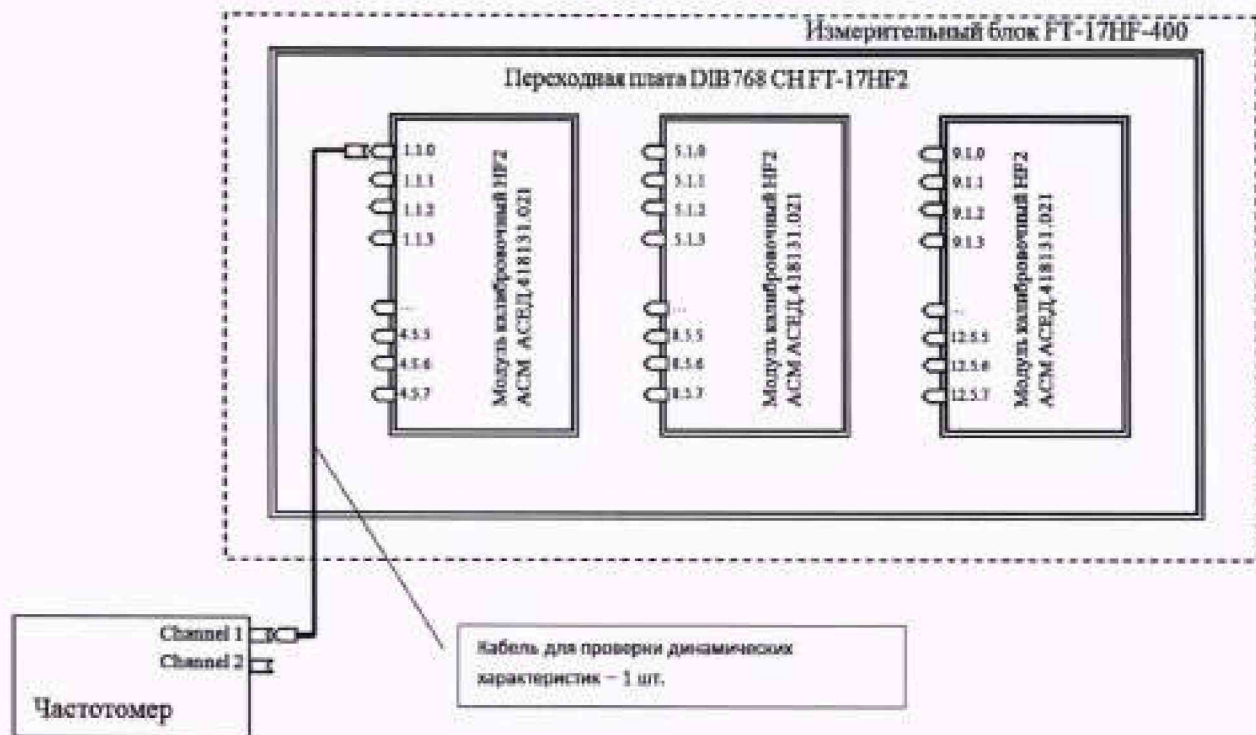 Измерительный блок FT-17HF-400
Переходная плата DIB768 CH FT-17HF2
1.1.0
1.1.1
1.1.2
1.1.3
...
4.5.5
4.5.6
4.5.7
Модуль калибровочный HF2
АСМ АСЕД.418131.021
5.1.0
5.1.1
5.1.2
5.1.3
...
8.5.5
8.5.6
8.5.7
Модуль калибровочный HF2
АСМ АСЕД.418131.021
9.1.0
9.1.1
9.1.2
9.1.3
...
12.5.5
12.5.6
12.5.7
Модуль калибровочный HF2
АСМ АСЕД.418131.021
Channel 1
Channel 2
Частотомер
Кабель для проверки динамических
характеристик – 1 шт.